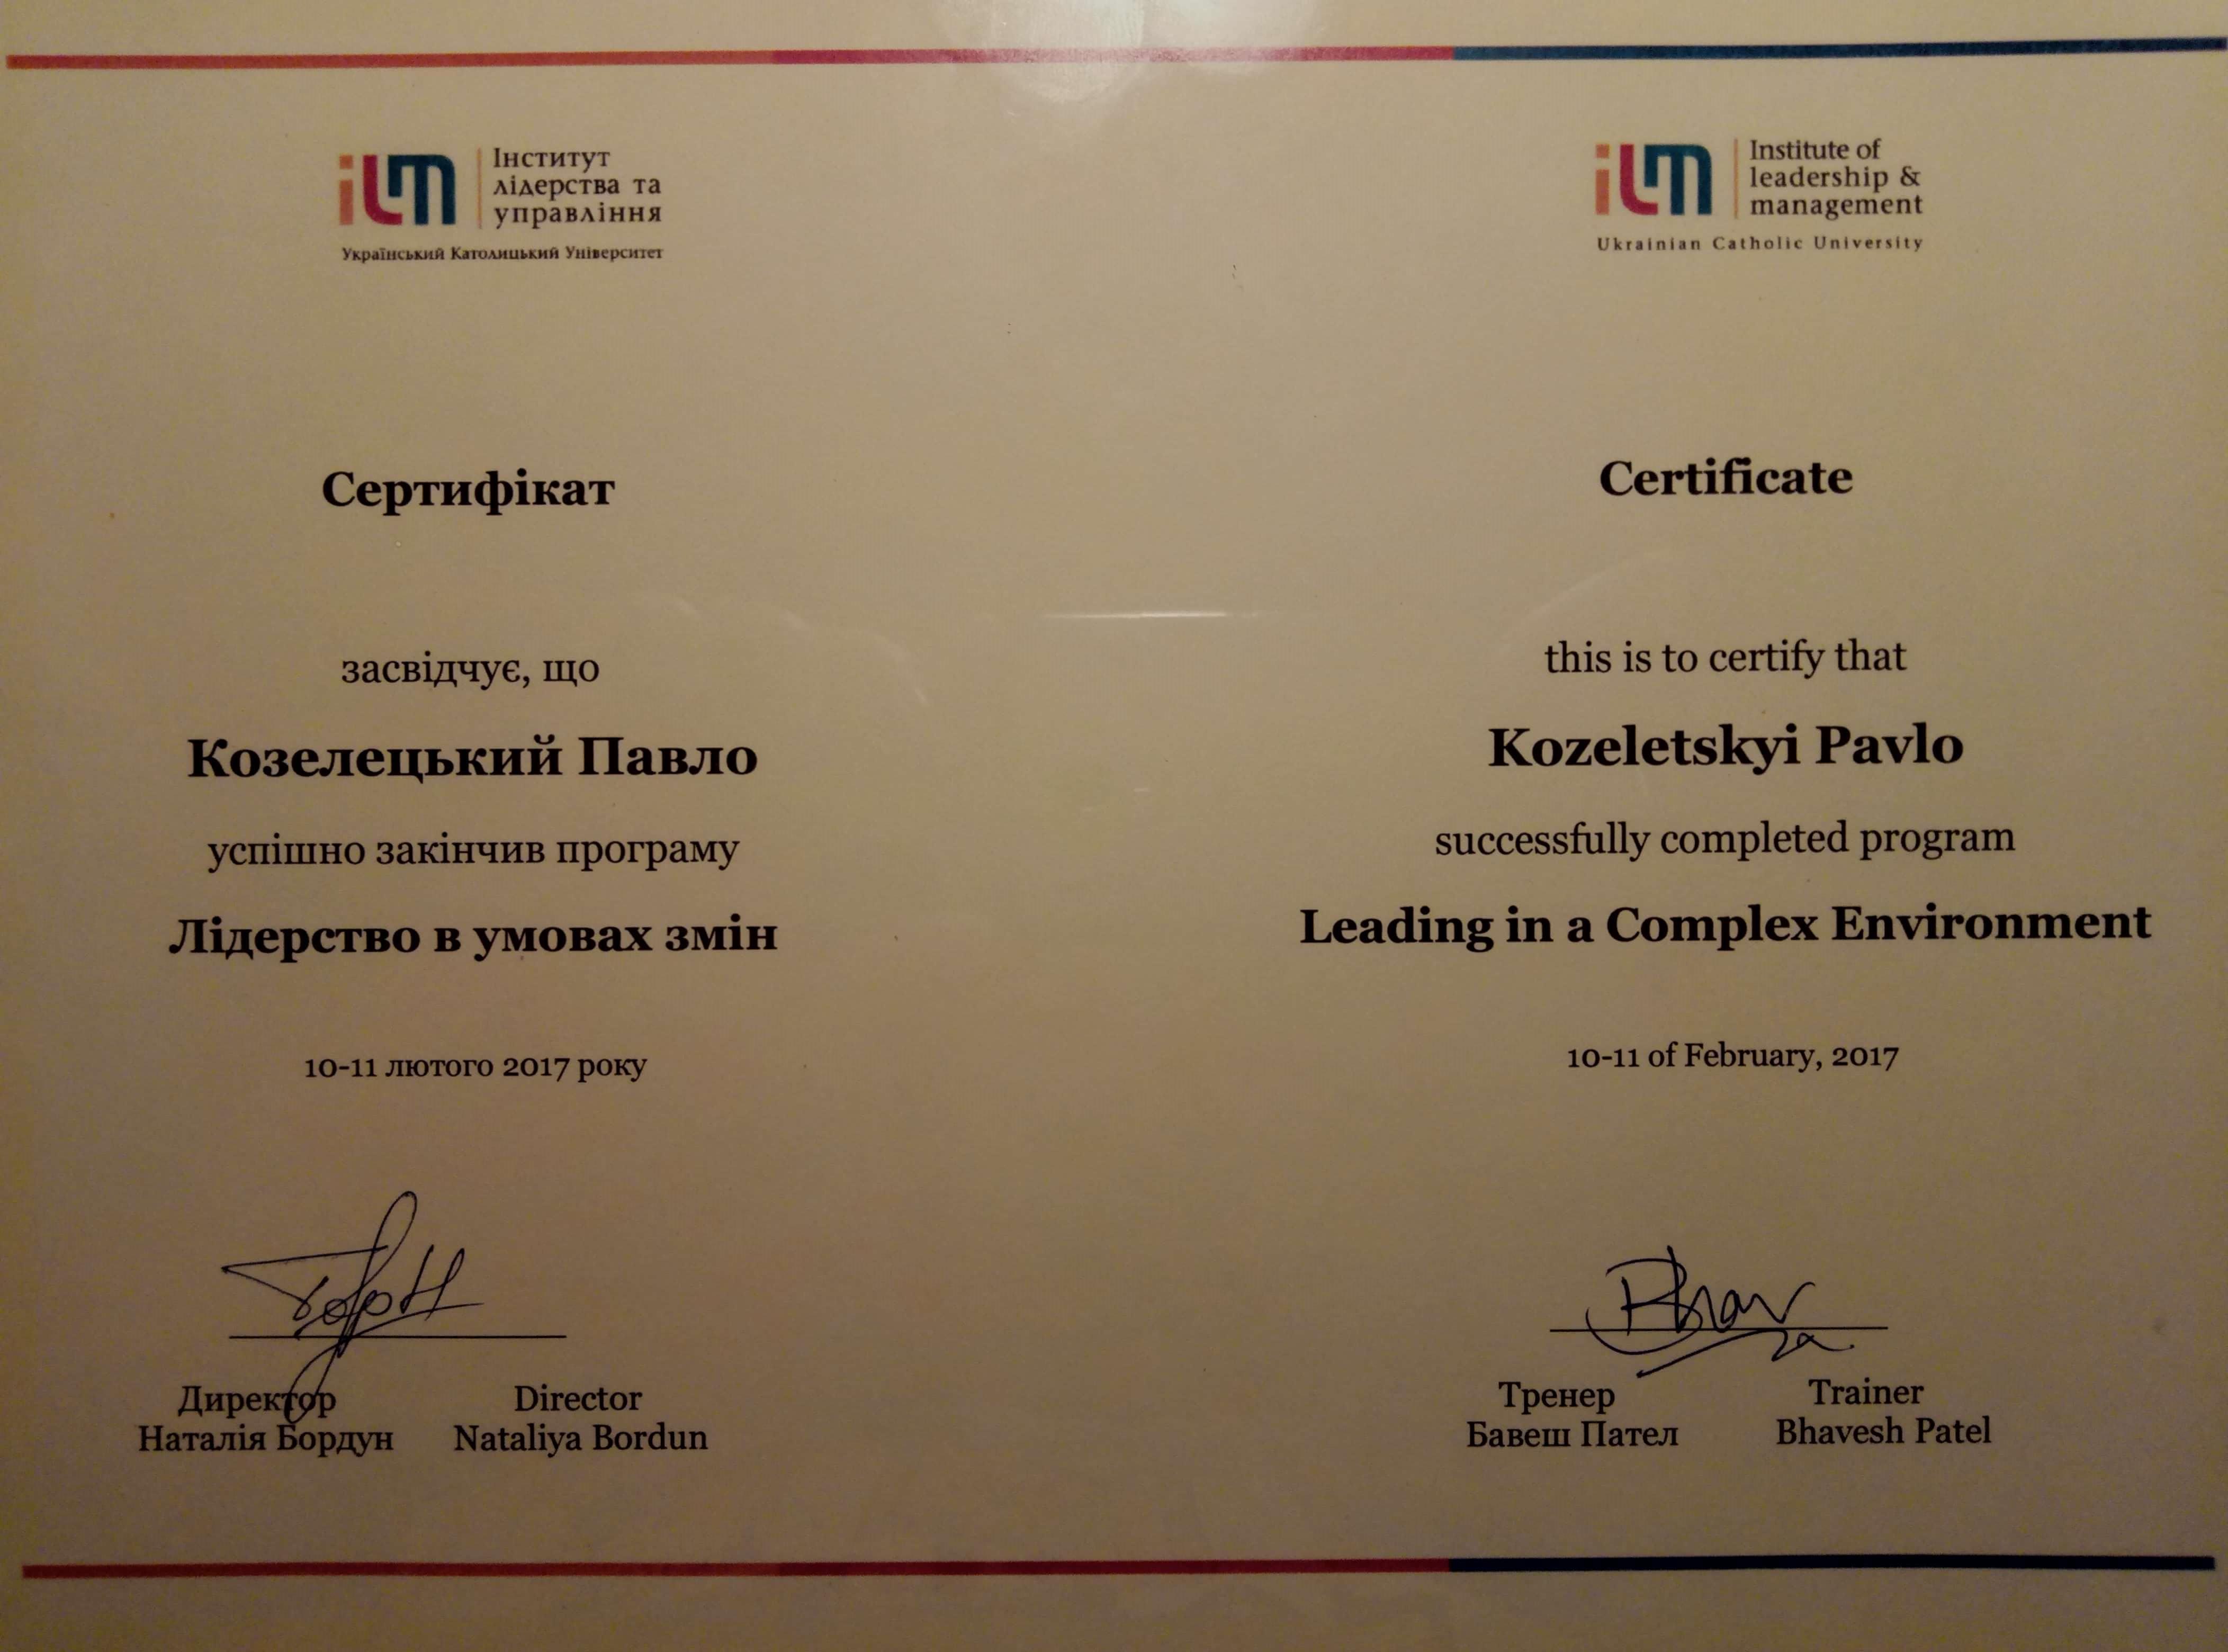 ilm
Інститут
лідерства та
управління
Український Католицький Університет
Сертифікат
засвідчує, що
Козелецький Павло
успішно закінчив програму
Лідерство в умовах змін
10-11 лютого 2017 року
Директор
Наталія Бордун
Director
Nataliya Bordun
ilm
Institute of
leadership &
management
Ukrainian Catholic University
Certificate
this is to certify that
Kozeletskyi Pavlo
successfully completed program
Leading in a Complex Environment
10-11 of February, 2017
Тренер
Бавеш Пател
Trainer
Bhavesh Patel